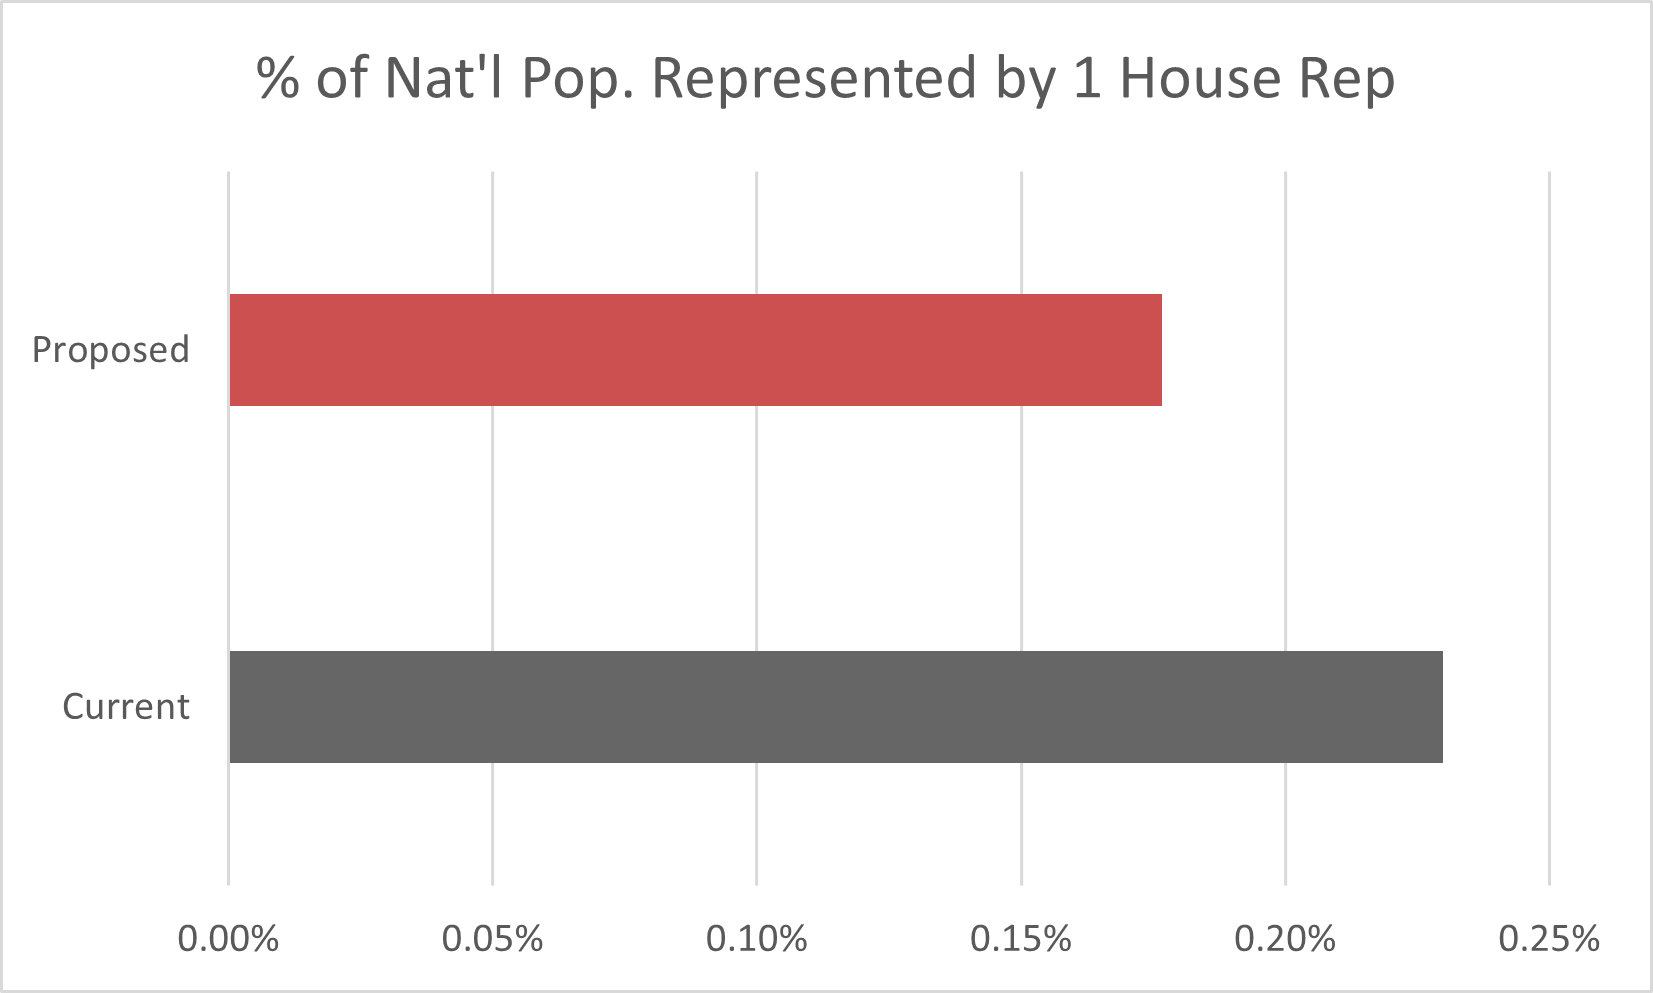 % of Nat'l Pop. Represented by 1 House Rep
Proposed
Current
0.00% 0.05% 0.10% 0.15% 0.20% 0.25%